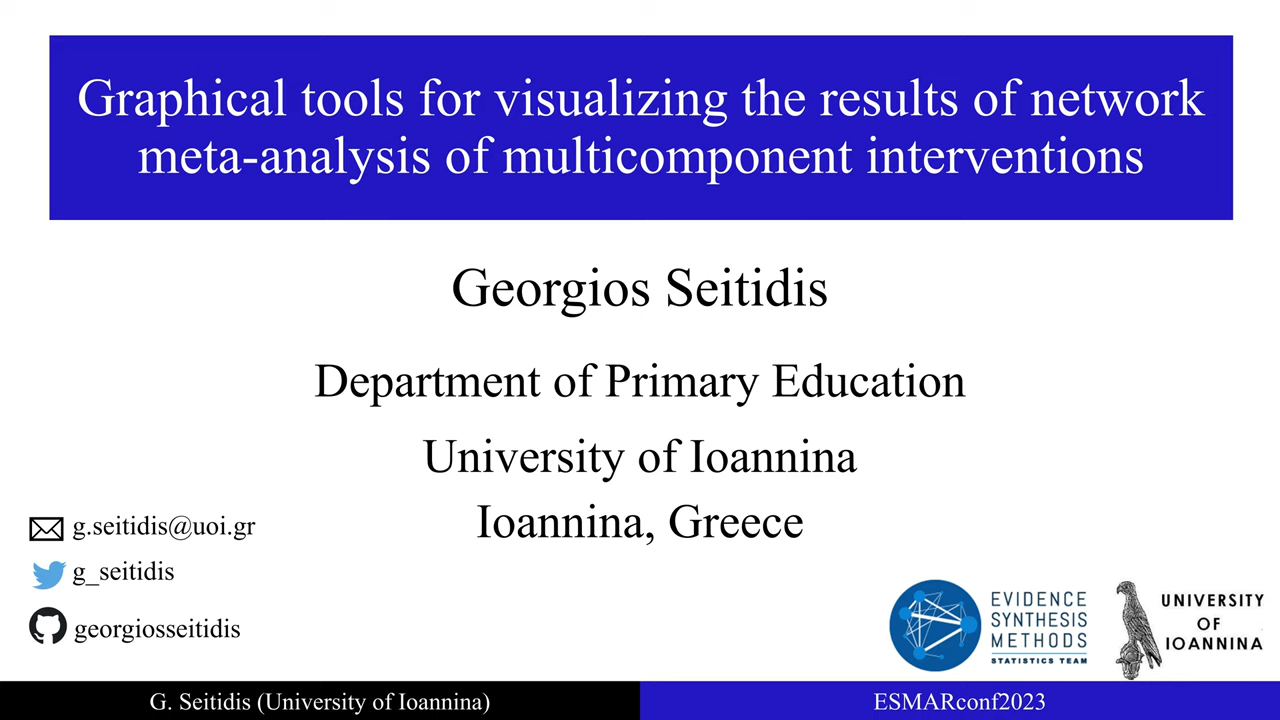 Graphical tools for visualizing the results of network
meta-analysis of multicomponent interventions
Georgios Seitidis
Department of Primary Education
University of Ioannina
Ioannina, Greece
g.seitidis@uoi.gr
g_seitidis
georgiosseitidis
EVIDENCE
SYNTHESIS
METHODS
STATISTICS TEAM
UNIVERSITY
OF
IOANNINA
G. Seitidis (University of Ioannina)
ESMARconf2023